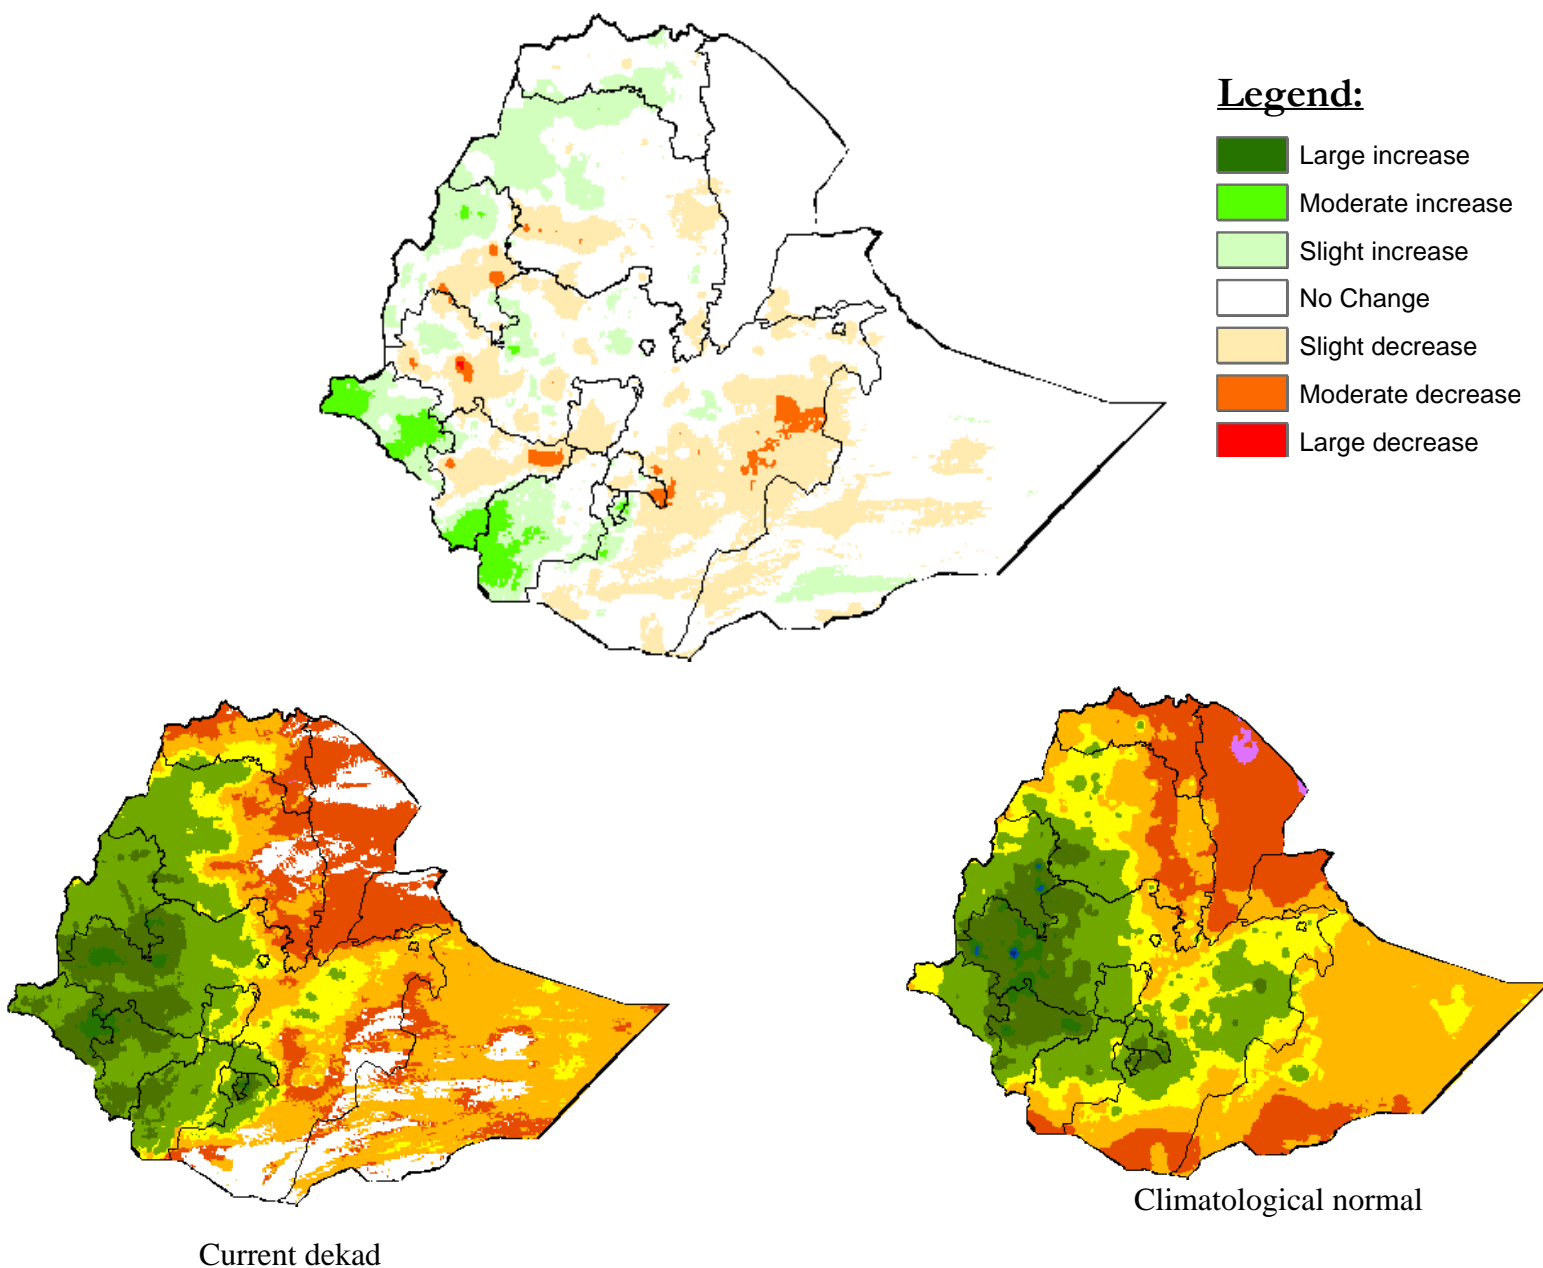 Legend:
Large increase
Moderate increase
Slight increase
No Change
Slight decrease
Moderate decrease
Large decrease
Climatological normal
Current dekad